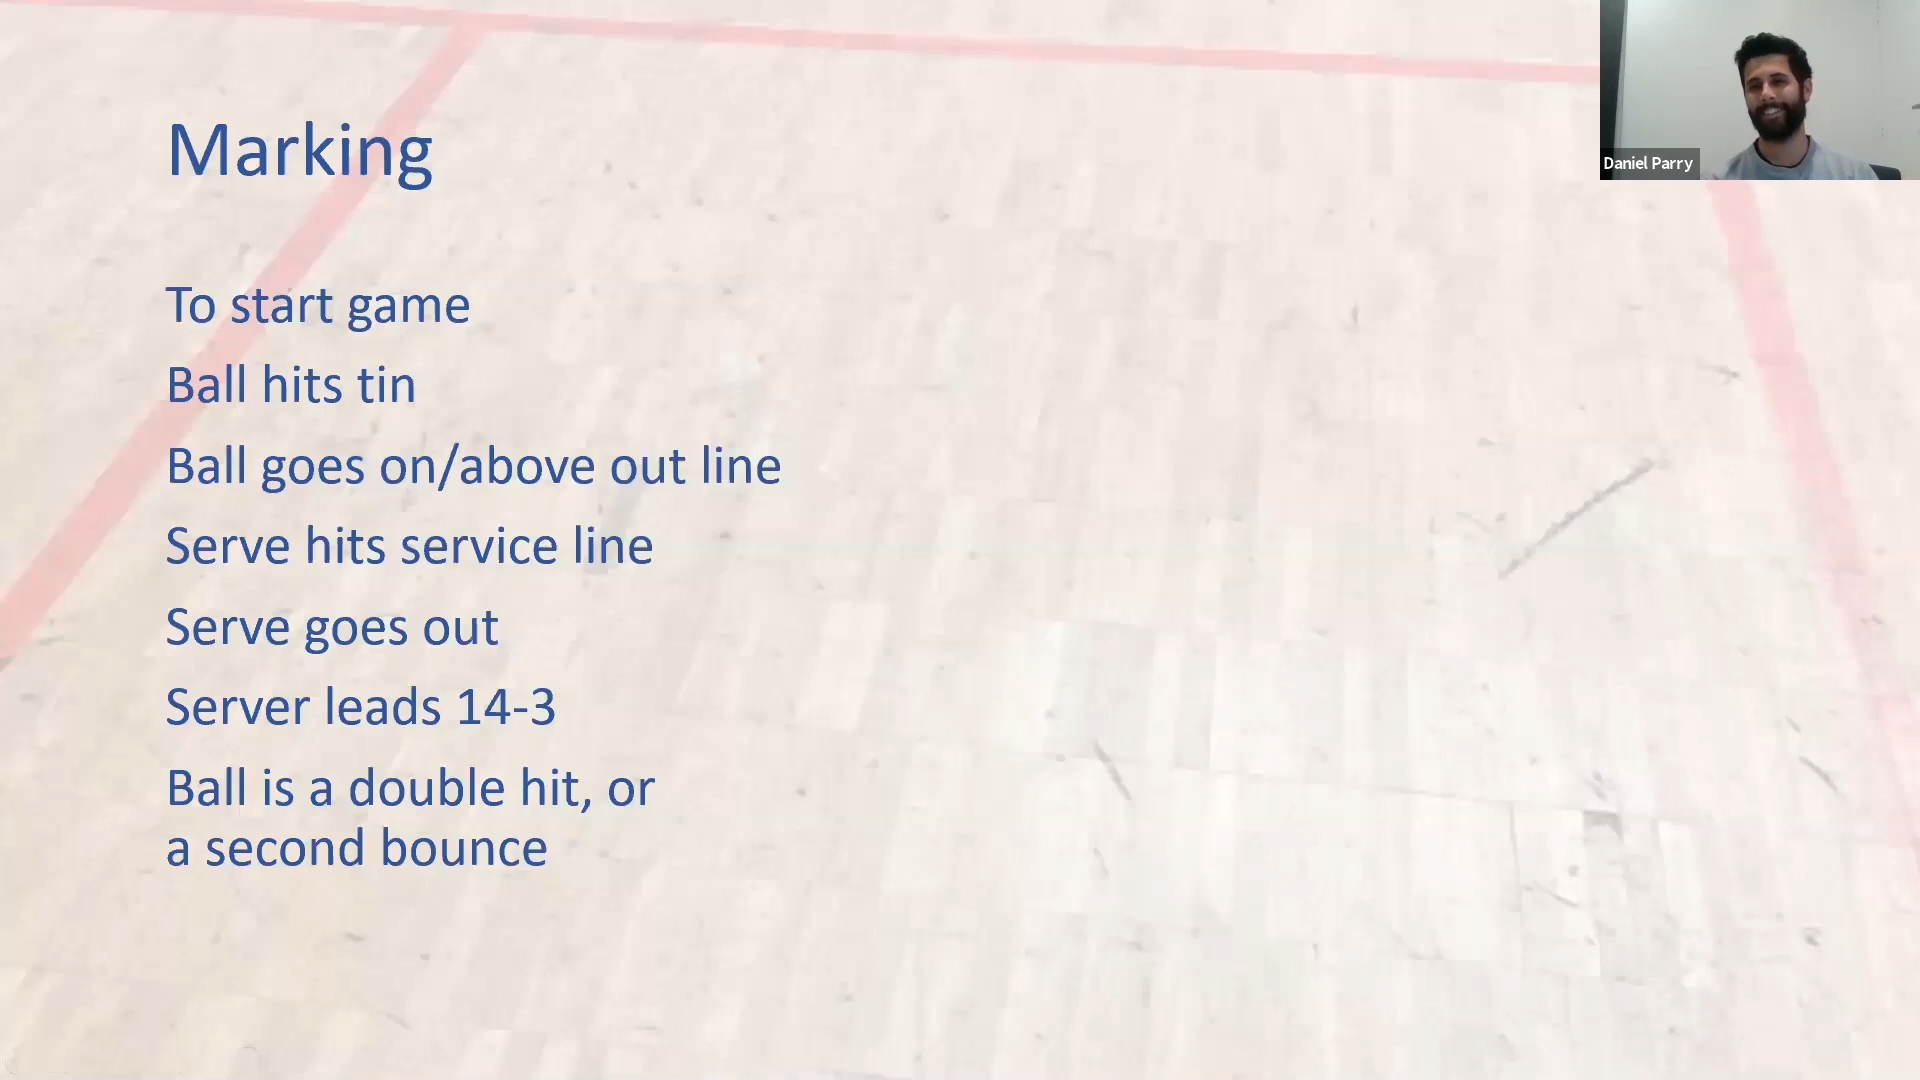 Marking
To start game
Ball hits tin
Ball goes on/above out line
Serve hits service line
Serve goes out
Server leads 14-3
Ball is a double hit, or
a second bounce
Daniel Parry